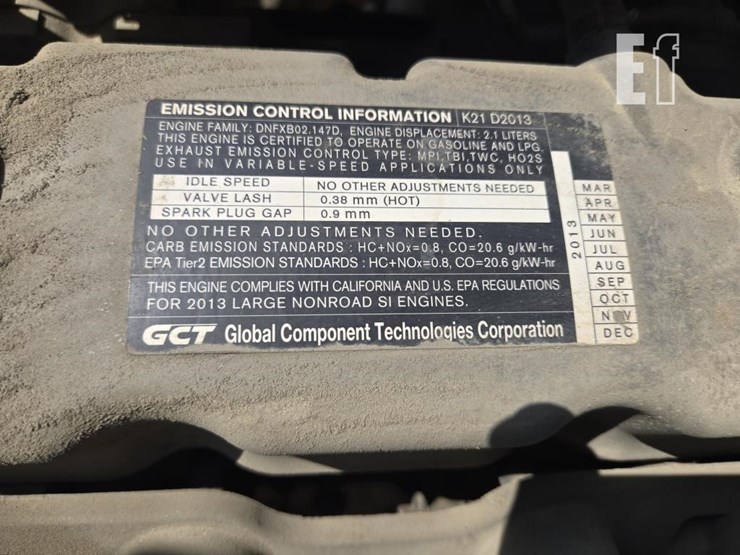 Ef
EMISSION CONTROL INFORMATION K21 D2013
ENGINE FAMILY: DNFXB02.147D, ENGINE DISPLACEMENT: 2.1 LITERS
THIS ENGINE IS CERTIFIED TO OPERATE ON GASOLINE AND LPG.
EXHAUST EMISSION CONTROL TYPE: MPI,TBI,TWC, HO2S
USE IN VARIABLE-SPEED APPLICATIONS ONLY
IDLE SPEED NO OTHER ADJUSTMENTS NEEDED
VALVE LASH 0.38 mm (HOT)
SPARK PLUG GAP 0.9 mm
NO OTHER ADJUSTMENTS NEEDED.
CARB EMISSION STANDARDS : HC+NOx=0.8, CO=20.6 g/kW-hr
EPA Tier2 EMISSION STANDARDS : HC+NOx=0.8, CO=20.6 g/kW-hr
THIS ENGINE COMPLIES WITH CALIFORNIA AND U.S. EPA REGULATIONS
FOR 2013 LARGE NONROAD SI ENGINES.
GCT Global Component Technologies Corporation
2013
MAR
APR
MAY
JUN
JUL
AUG
SEP
OCT
NOV
DEC